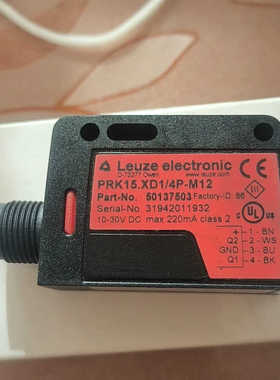 Leuze electronic
D-73277 Owen www.leuze.com
PRK15.XD1/4P-M12
Part-No. 50137503 Factory-ID: 86
Serial-No. 31942011932
10-30V DC max.220mA class 2
+ 1 - BN
Q2 2 - WS
GND 3 - BU
Q1 4 - BK